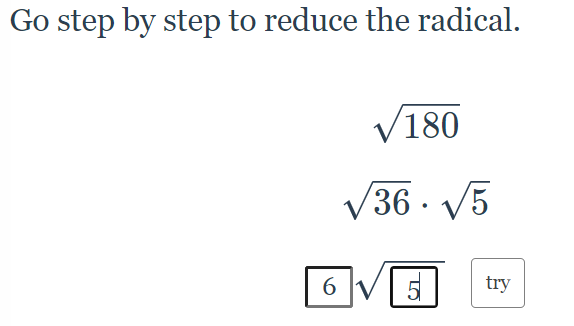 Go step by step to reduce the radical.
√180
√36 · √5
6 √5 try